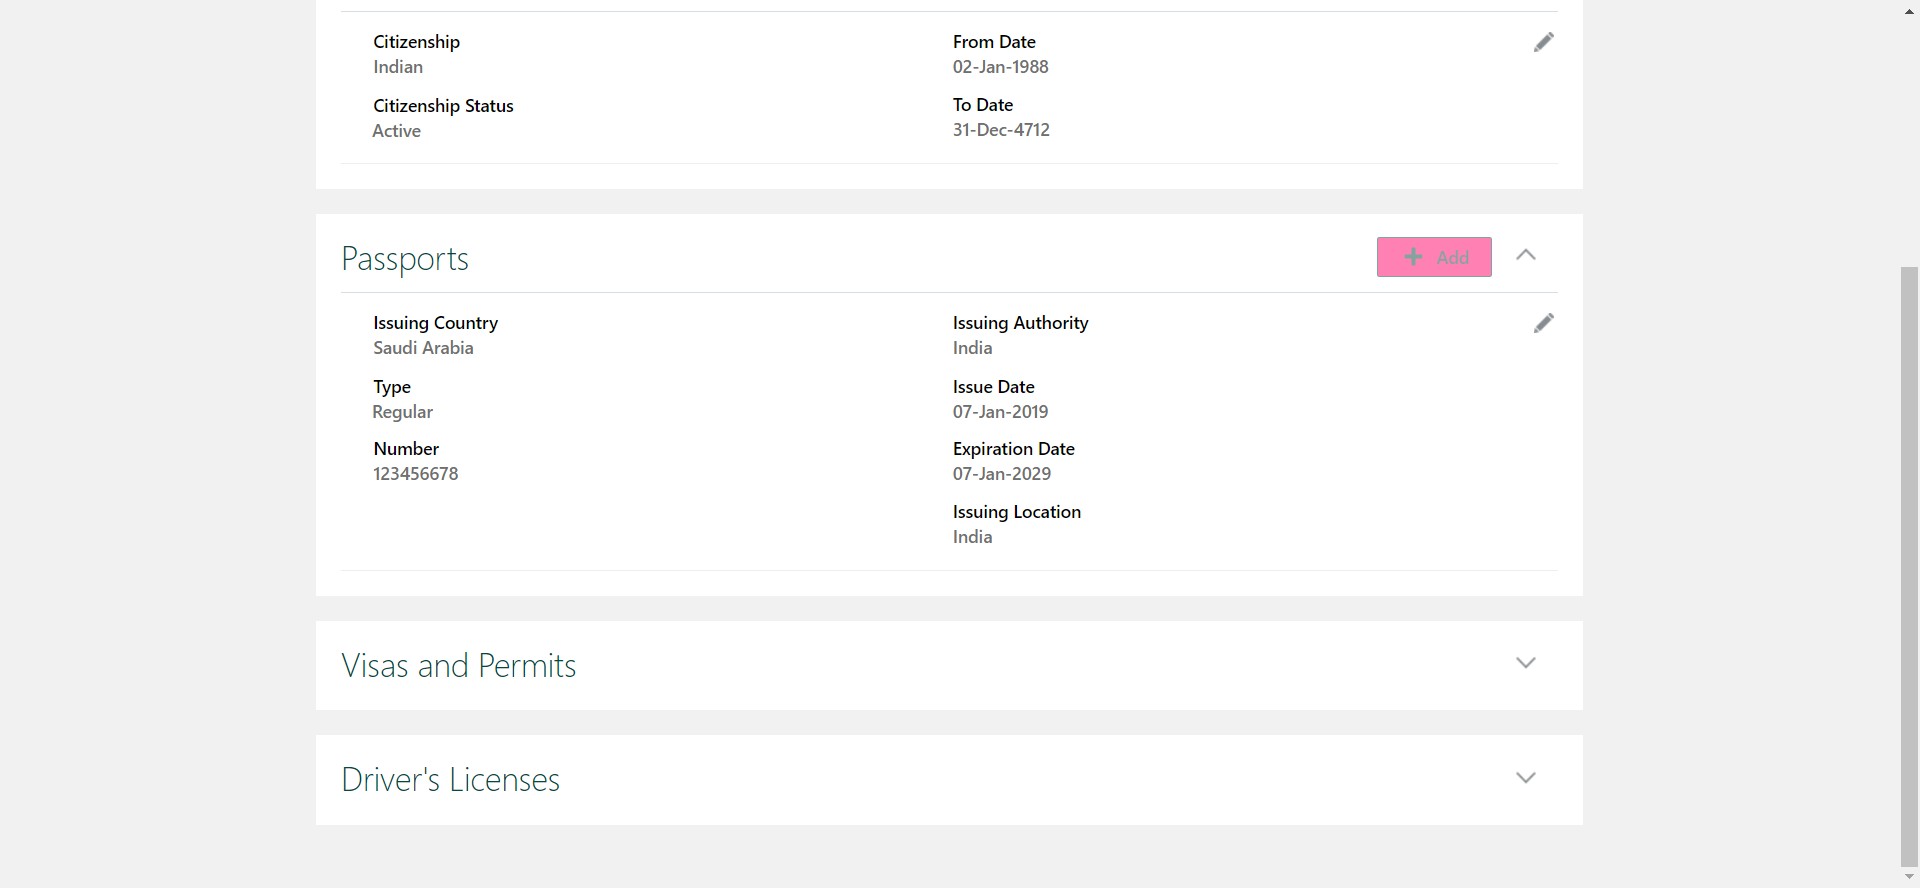 Citizenship
Indian
From Date
02-Jan-1988
Citizenship Status
Active
To Date
31-Dec-4712
Passports
Add
Issuing Country
Saudi Arabia
Issuing Authority
India
Type
Regular
Issue Date
07-Jan-2019
Number
123456678
Expiration Date
07-Jan-2029
Issuing Location
India
Visas and Permits
Driver's Licenses